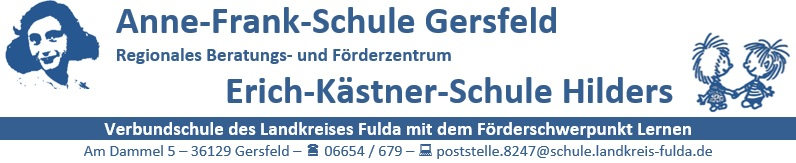 Anne-Frank-Schule Gersfeld
Regionales Beratungs- und Förderzentrum
Erich-Kästner-Schule Hilders
Verbundschule des Landkreises Fulda mit dem Förderschwerpunkt Lernen
Am Dammel 5 – 36129 Gersfeld – ☎ 06654 / 679 – 💻 poststelle.8247@schule.landkreis-fulda.de